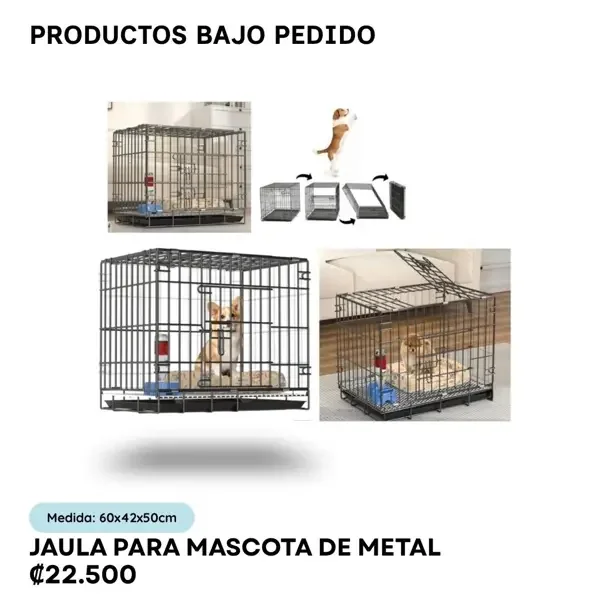 PRODUCTOS BAJO PEDIDO
Medida: 60x42x50cm
JAULA PARA MASCOTA DE METAL
₡22.500